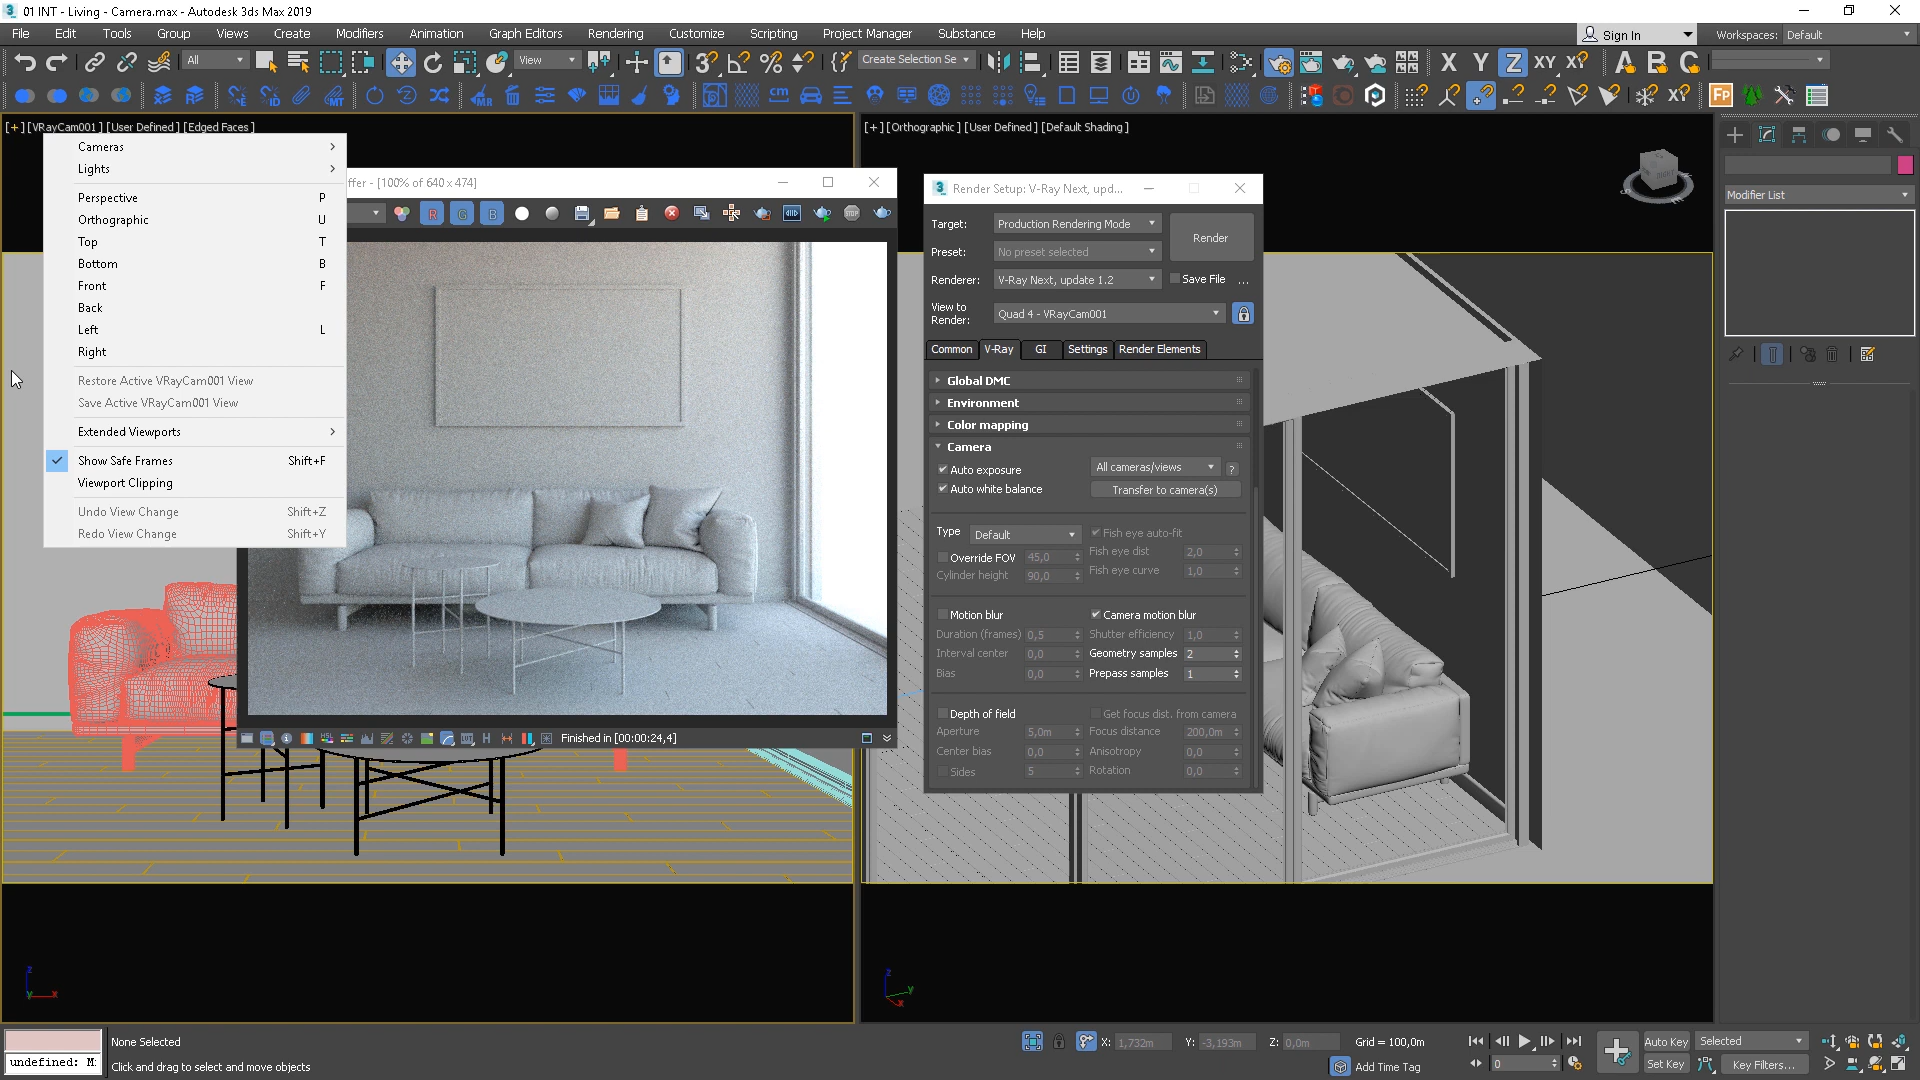 01 INT - Living - Camera.max - Autodesk 3ds Max 2019
File Edit Tools Group Views Create Modifiers Animation Graph Editors Rendering Customize Scripting Project Manager Substance Help
Sign In
Workspaces: Default
All
View
Create Selection Se
X Y Z XY
[+] [VRayCam001] [User Defined] [Edged Faces]
[+] [Orthographic] [User Defined] [Default Shading]
Cameras
Lights
Perspective P
Orthographic U
Top T
Bottom B
Front F
Back
Left L
Right
Restore Active VRayCam001 View
Save Active VRayCam001 View
Extended Viewports
Show Safe Frames Shift+F
Viewport Clipping
Undo View Change Shift+Z
Redo View Change Shift+Y
ffer - [100% of 640 x 474]
R G B
STOP
Finished in [00:00:24,4]
Render Setup: V-Ray Next, upd...
Target: Production Rendering Mode
Render
Preset: No preset selected
Renderer: V-Ray Next, update 1.2
Save File ...
View to
Render: Quad 4 - VRayCam001
Common V-Ray GI Settings Render Elements
Global DMC
Environment
Color mapping
Camera
Auto exposure All cameras/views ?
Auto white balance Transfer to camera(s)
Type Default Fish eye auto-fit
Override FOV 45,0 Fish eye dist 2,0
Cylinder height 90,0 Fish eye curve 1,0
Motion blur Camera motion blur
Duration (frames) 0,5 Shutter efficiency 1,0
Interval center 0,0 Geometry samples 2
Bias 0,0 Prepass samples 1
Depth of field Get focus dist. from camera
Aperture 5,0m Focus distance 200,0m
Center bias 0,0 Anisotropy 0,0
Sides 5 Rotation 0,0
Modifier List
None Selected
undefined: M:
Click and drag to select and move objects
X: 1,732m Y: -3,193m Z: 0,0m Grid = 100,0m
Add Time Tag
0
Auto Key Selected
Set Key Key Filters...